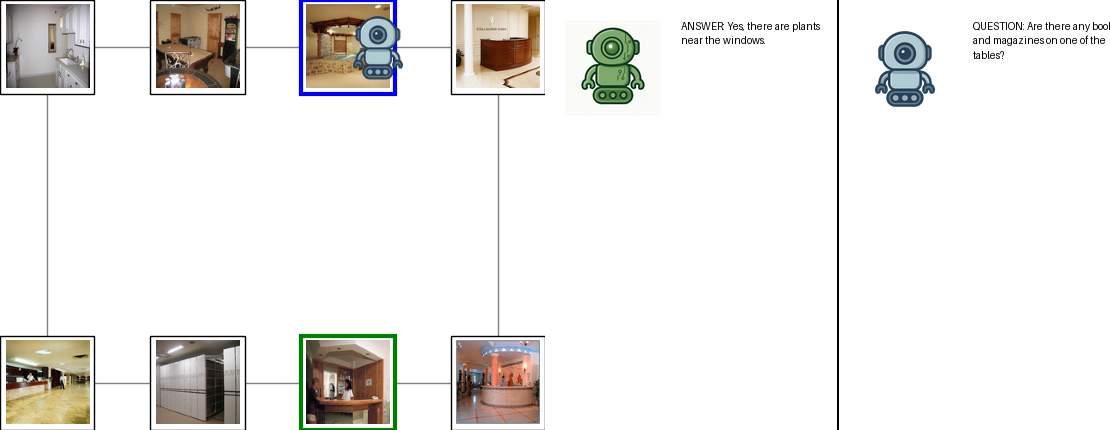 ANSWER: Yes, there are plants
near the windows.
QUESTION: Are there any
and magazines on one of the
tables?